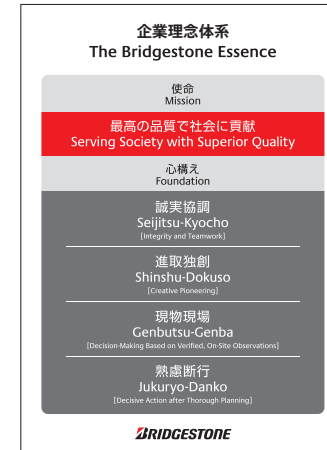 企業理念体系
The Bridgestone Essence
使命
Mission
最高の品質で社会に貢献
Serving Society with Superior Quality
心構え
Foundation
誠実協調
Seijitsu-Kyocho
[Integrity and Teamwork]
進取独創
Shinshu-Dokuso
[Creative Pioneering]
現物現場
Genbutsu-Genba
[Decision-Making Based on Verified, On-Site Observations]
熟慮断行
Jukuryo-Danko
[Decisive Action after Thorough Planning]
BRIDGESTONE